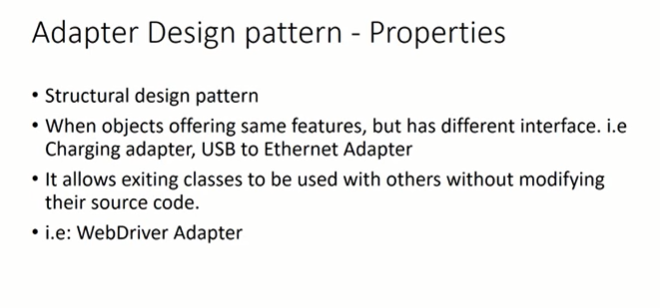 Adapter Design pattern - Properties
• Structural design pattern
• When objects offering same features, but has different interface. i.e
Charging adapter, USB to Ethernet Adapter
• It allows exiting classes to be used with others without modifying
their source code.
• i.e: WebDriver Adapter